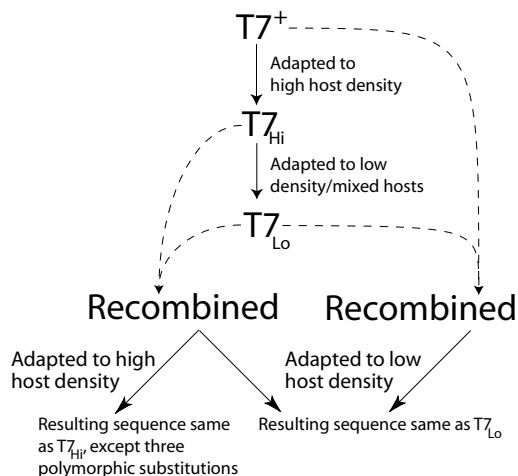 T7+
Adapted to
high host density
T7Hi
Adapted to low
density/mixed hosts
T7Lo
Recombined
Recombined
Adapted to high
host density
Adapted to low
host density
Resulting sequence same
as T7Hi, except three
polymorphic substitutions
Resulting sequence same as T7Lo